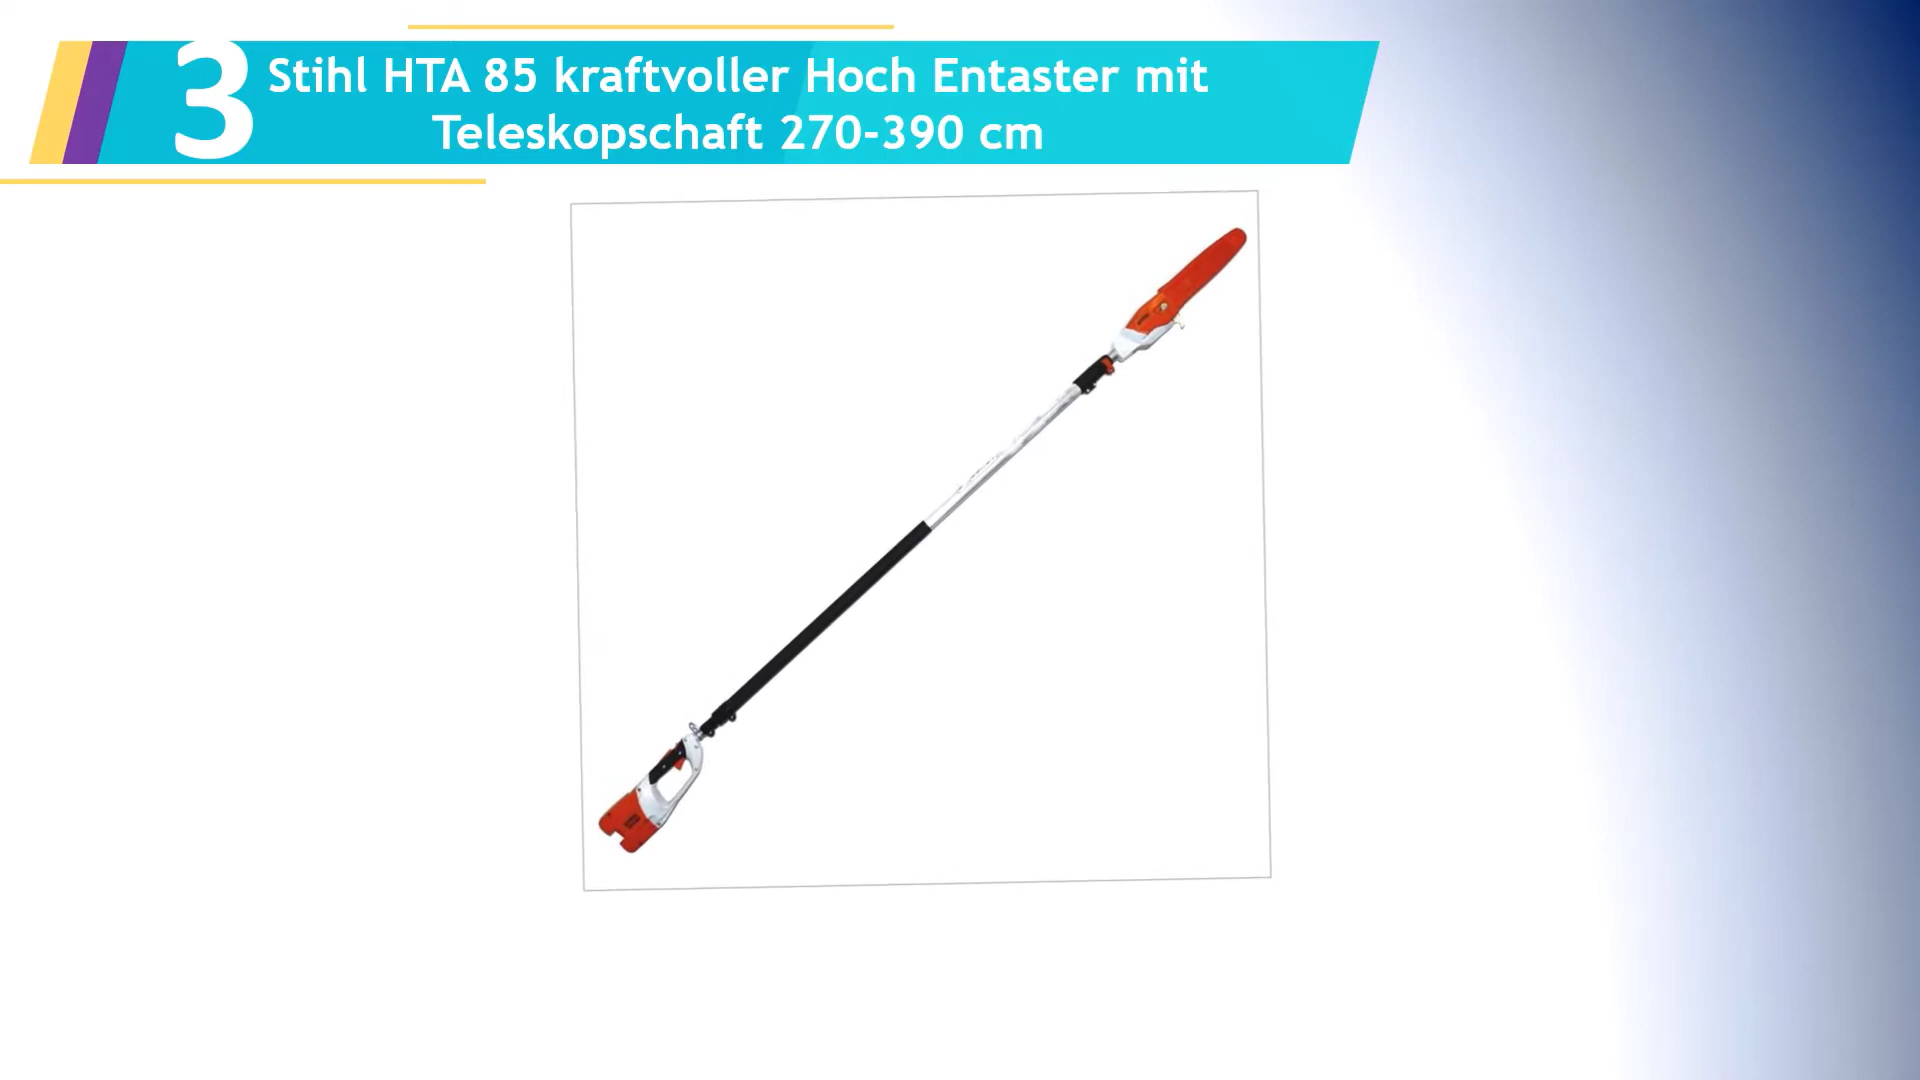 3
Stihl HTA 85 kraftvoller Hoch Entaster mit
Teleskopschaft 270-390 cm